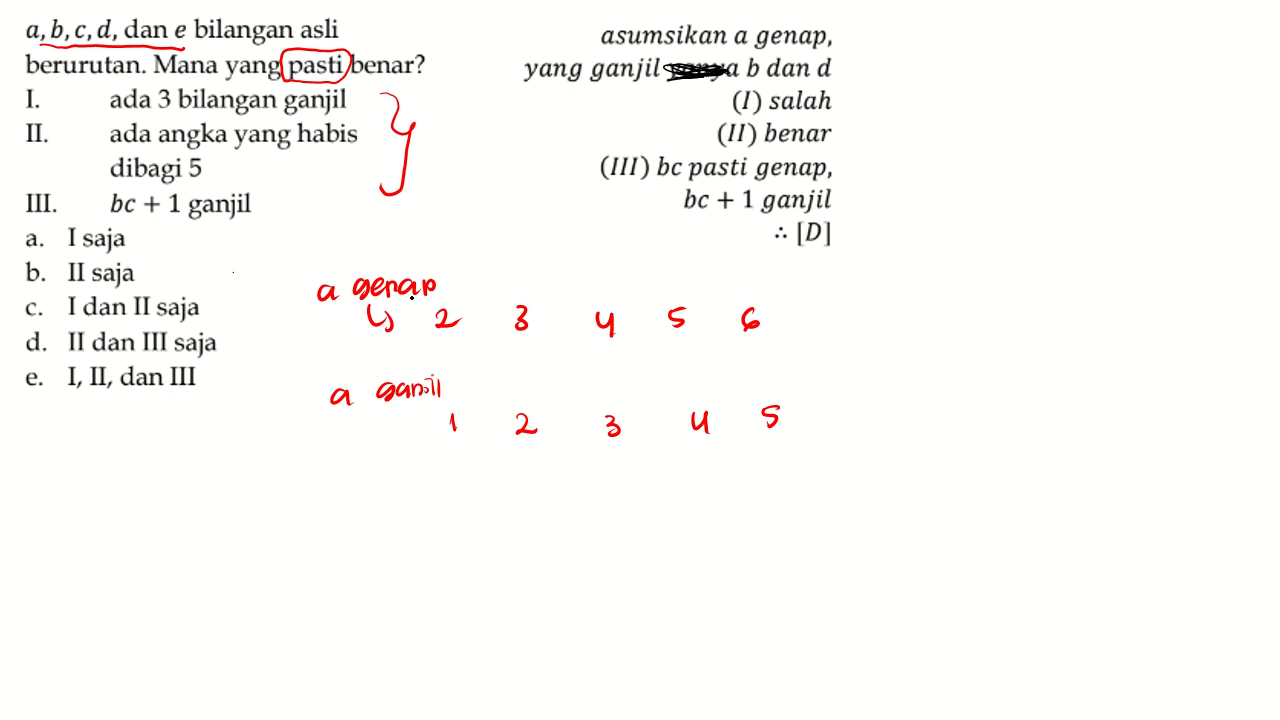 a, b, c, d, dan e bilangan asli
berurutan. Mana yang pasti benar?
I. ada 3 bilangan ganjil
II. ada angka yang habis
dibagi 5
III. bc + 1 ganjil
a. I saja
b. II saja
c. I dan II saja
d. II dan III saja
e. I, II, dan III
asumsikan a genap,
yang ganjil a b dan d
(I) salah
(II) benar
(III) bc pasti genap,
bc + 1 ganjil
∴ [D]
a genap
↳ 2 3 4 5 6
a ganjil
1 2 3 4 5